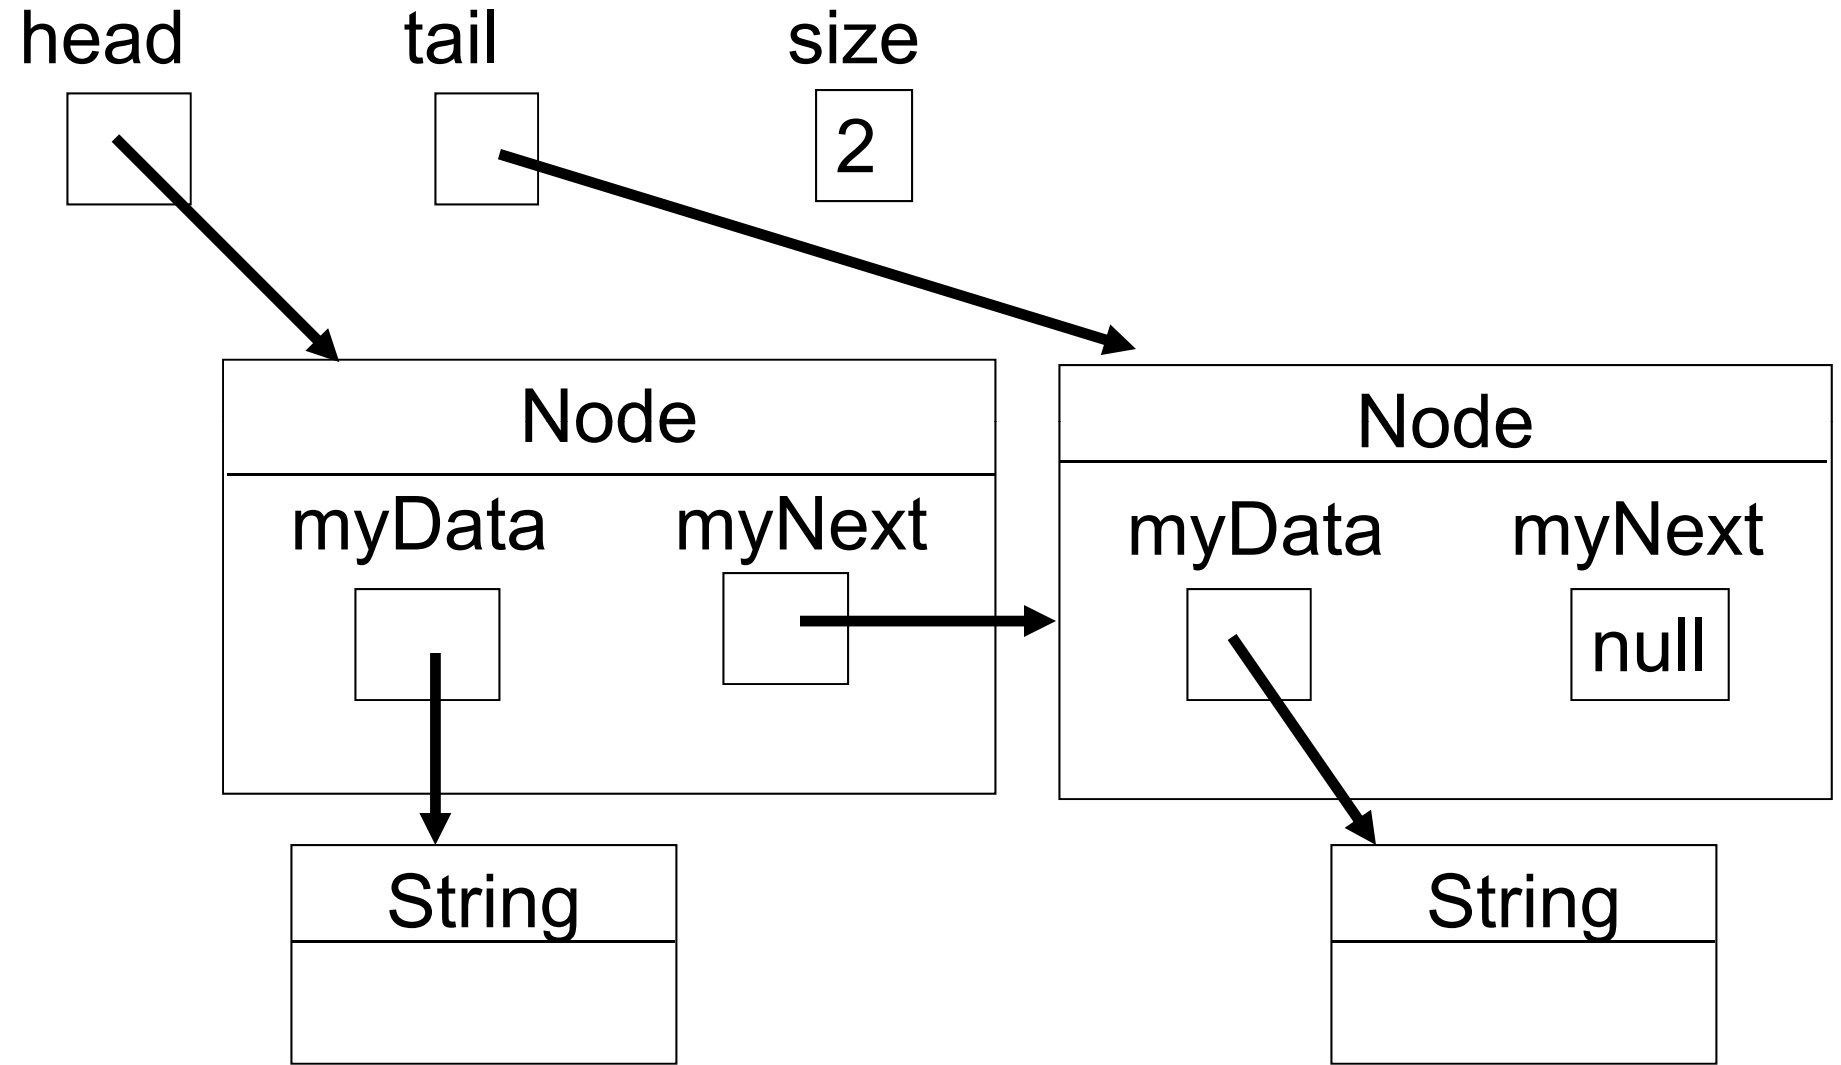 head tail size
2
Node Node
myData myNext myData myNext
null
String String